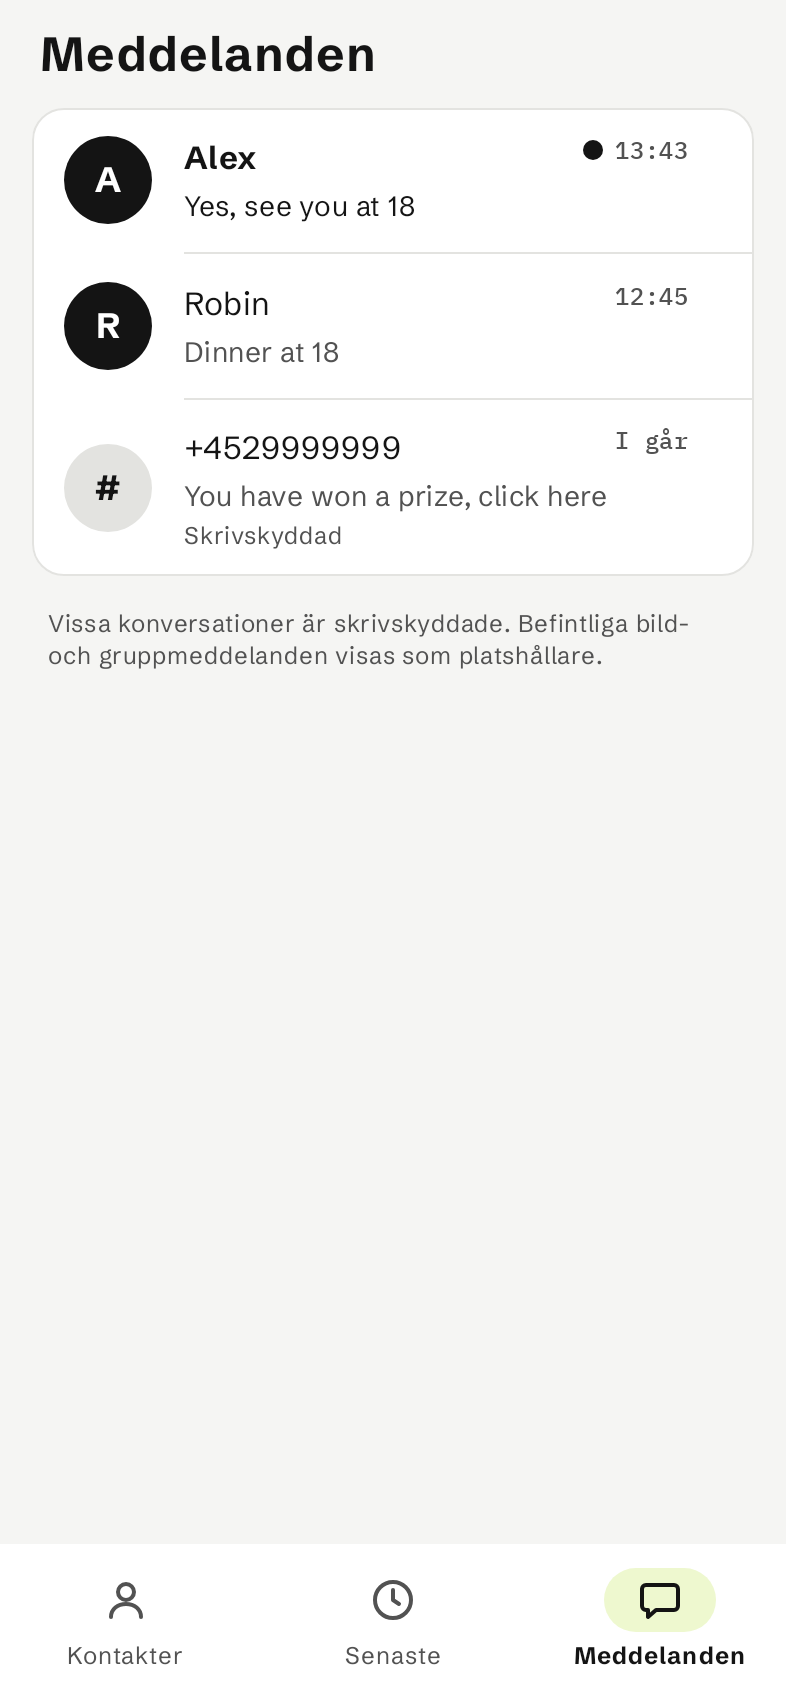 Meddelanden
A
Alex
13:43
Yes, see you at 18
R
Robin
12:45
Dinner at 18
#
+4529999999
I går
You have won a prize, click here
Skrivskyddad
Vissa konversationer är skrivskyddade. Befintliga bild-
och gruppmeddelanden visas som platshållare.
Kontakter
Senaste
Meddelanden